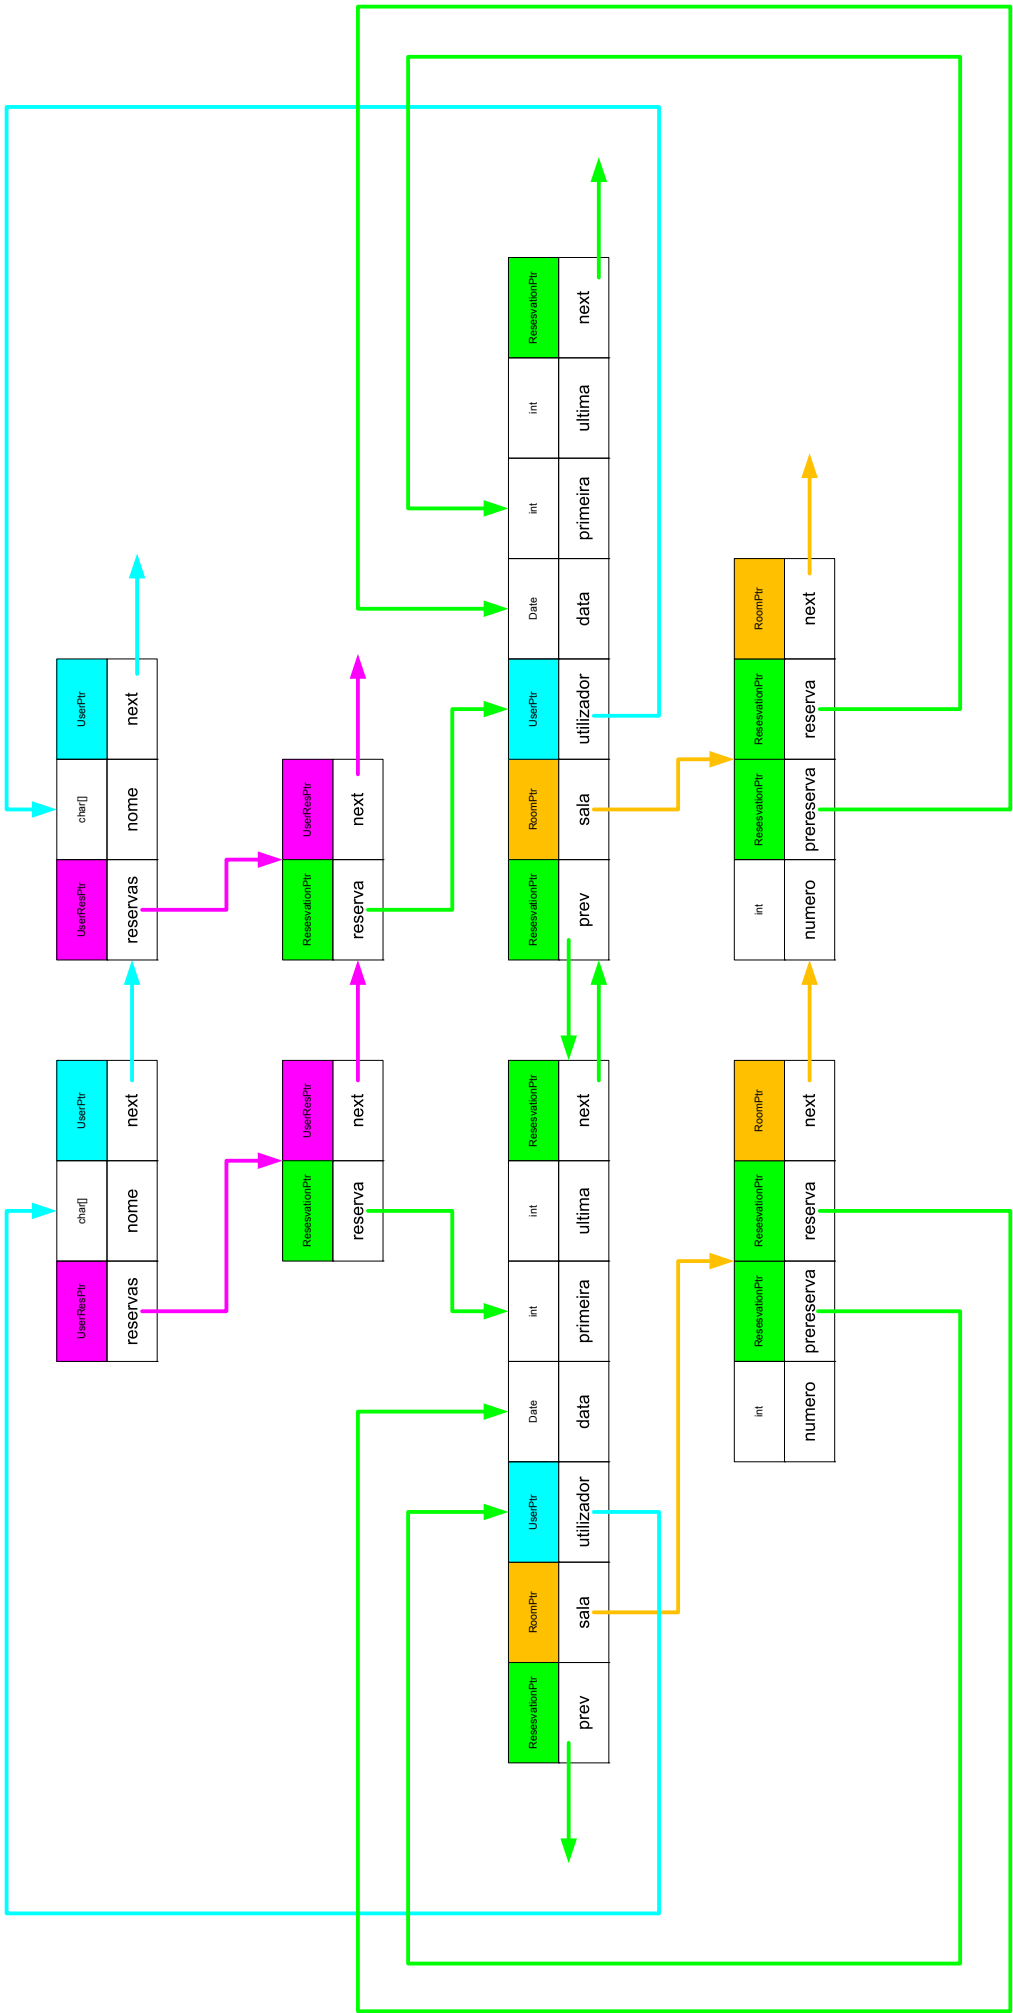 UserResPtr char[] UserPtr
reservas nome next
UserResPtr char[] UserPtr
reservas nome next
ResesvationPtr UserResPtr
reserva next
ResesvationPtr UserResPtr
reserva next
ResesvationPtr RoomPtr UserPtr Date int int ResesvationPtr
prev sala utilizador data primeira ultima next
ResesvationPtr RoomPtr UserPtr Date int int ResesvationPtr
prev sala utilizador data primeira ultima next
int ResesvationPtr ResesvationPtr RoomPtr
numero prereserva reserva next
int ResesvationPtr ResesvationPtr RoomPtr
numero prereserva reserva next